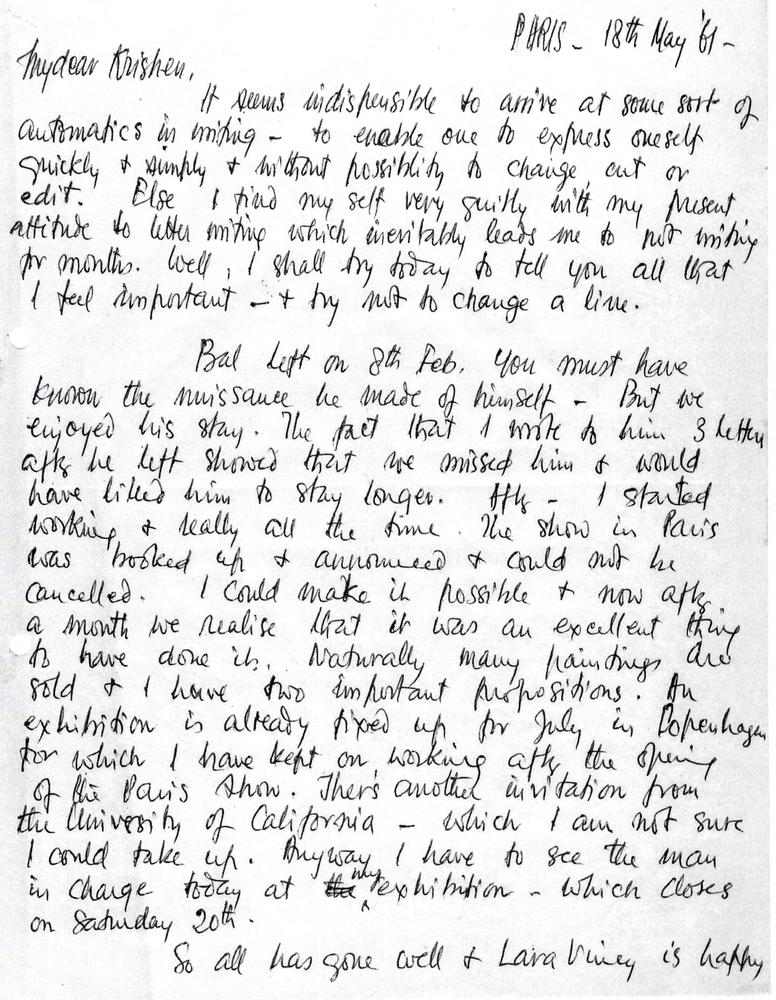 PARIS - 18th May '61 -
My dear Krishen,
It seems indispensible to arrive at some sort of
automatics in writing - to enable one to express oneself
quickly & simply & without possiblity to change, cut or
edit. Else I find my self very guilty with my present
attitude to letter writing which inevitably leads me to not writing
for months. Well, I shall try today to tell you all that
I feel important - & try not to change a line.
Bal left on 8th Feb. You must have
known the nuissance he made of himself - But we
enjoyed his stay. The fact that I wrote to him 3 letters
after he left showed that we missed him & would
have liked him to stay longer. After - I started
working & really all the time. The show in Paris
was booked up & announced & could not be
cancelled. I could make it possible & now after
a month we realise that it was an excellent thing
to have done it. Naturally many paintings are
sold & I have two important propositions. An
exhibition is already fixed up for July in Copenhagen
for which I have kept on working after the opening
of the Paris show. Ther's another invitation from
the University of California - which I am not sure
I could take up. Anyway I have to see the man
in charge today at my exhibition - which closes
on Saturday 20th.
So all has gone well & Lara Vincy is happy